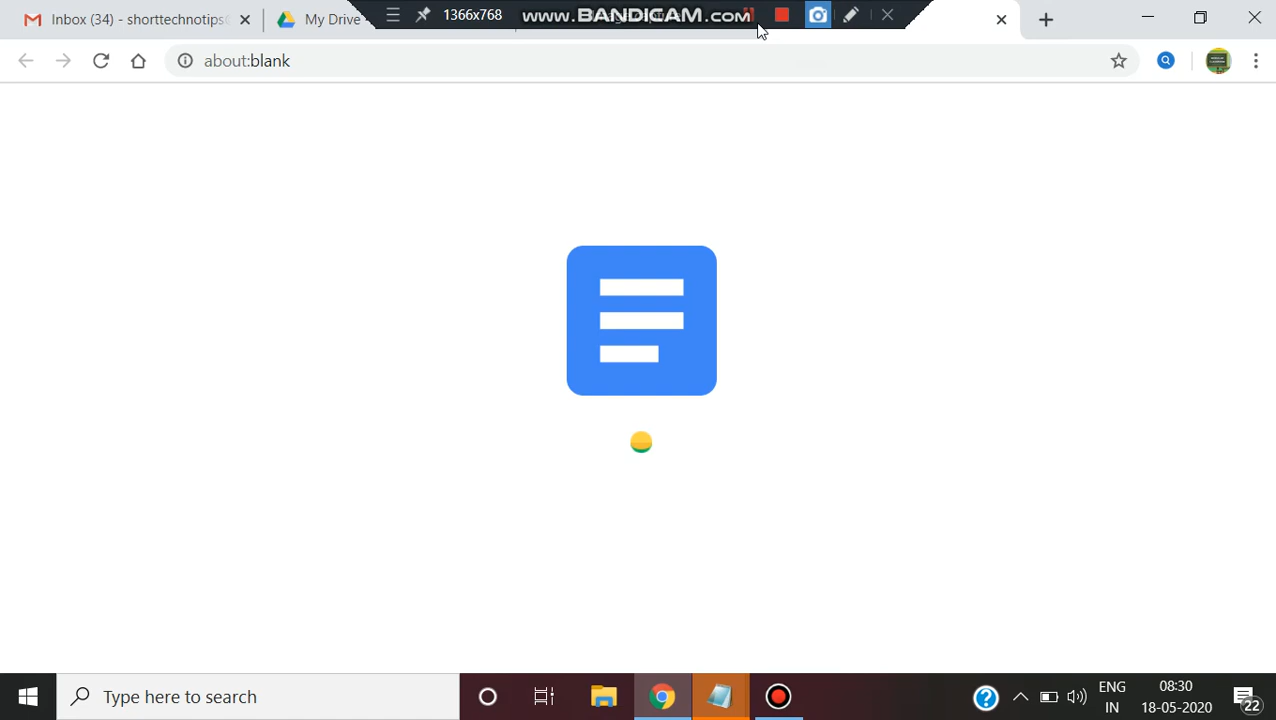 Inbox (34) - shorttechnotips
My Drive
1366x768
www.BANDICAM.com
about:blank
Type here to search
ENG
IN
08:30
18-05-2020
22